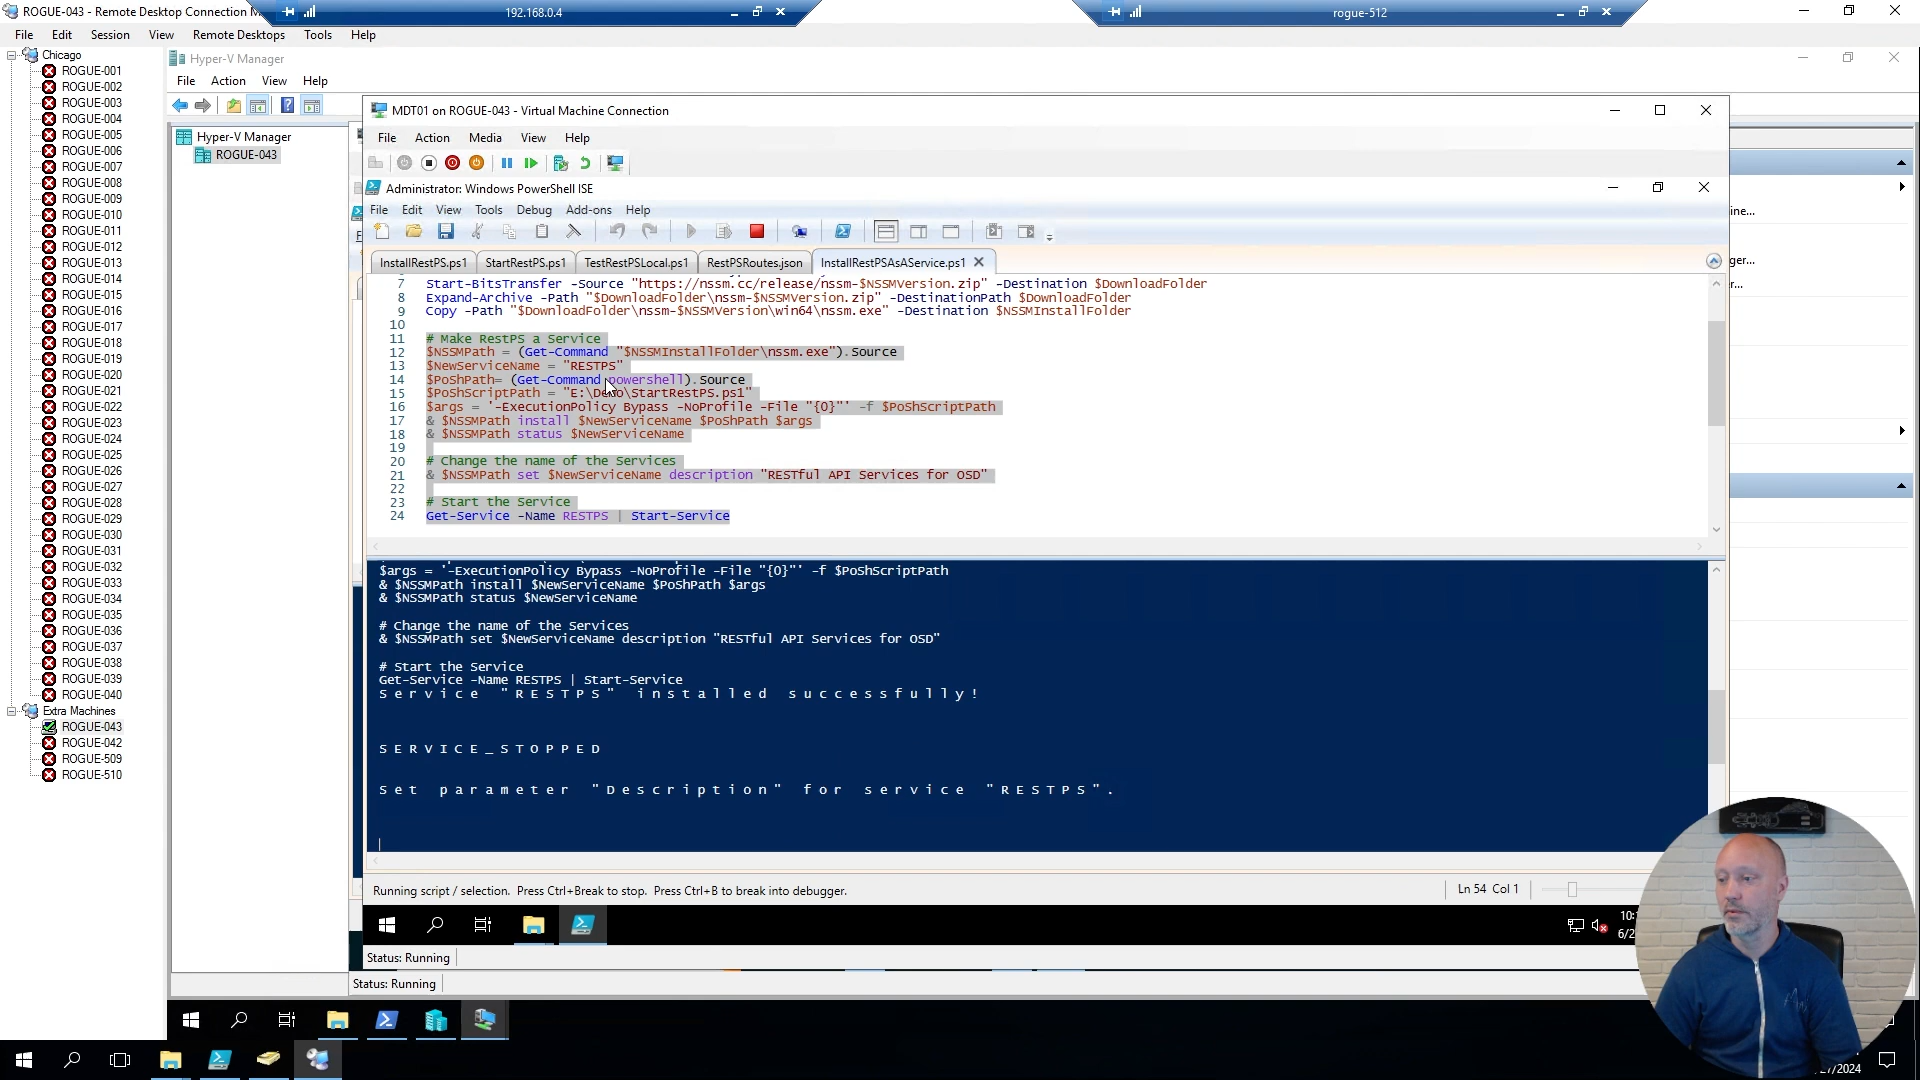 ROGUE-043 - Remote Desktop Connection M
192.168.0.4
rogue-512
File Edit Session View Remote Desktops Tools Help
Chicago
ROGUE-001
ROGUE-002
ROGUE-003
ROGUE-004
ROGUE-005
ROGUE-006
ROGUE-007
ROGUE-008
ROGUE-009
ROGUE-010
ROGUE-011
ROGUE-012
ROGUE-013
ROGUE-014
ROGUE-015
ROGUE-016
ROGUE-017
ROGUE-018
ROGUE-019
ROGUE-020
ROGUE-021
ROGUE-022
ROGUE-023
ROGUE-024
ROGUE-025
ROGUE-026
ROGUE-027
ROGUE-028
ROGUE-029
ROGUE-030
ROGUE-031
ROGUE-032
ROGUE-033
ROGUE-034
ROGUE-035
ROGUE-036
ROGUE-037
ROGUE-038
ROGUE-039
ROGUE-040
Extra Machines
ROGUE-043
ROGUE-042
ROGUE-509
ROGUE-510
Hyper-V Manager
File Action View Help
Hyper-V Manager
ROGUE-043
MDT01 on ROGUE-043 - Virtual Machine Connection
File Action Media View Help
Administrator: Windows PowerShell ISE
File Edit View Tools Debug Add-ons Help
InstallRestPS.ps1 StartRestPS.ps1 TestRestPSLocal.ps1 RestPSRoutes.json InstallRestPSAsAService.ps1
7 Start-BitsTransfer -Source "https://nssm.cc/release/nssm-$NSSMVersion.zip" -Destination $DownloadFolder
8 Expand-Archive -Path "$DownloadFolder\nssm-$NSSMVersion.zip" -DestinationPath $DownloadFolder
9 Copy -Path "$DownloadFolder\nssm-$NSSMVersion\win64\nssm.exe" -Destination $NSSMInstallFolder
10
11 # Make RestPS a Service
12 $NSSMPath = (Get-Command "$NSSMInstallFolder\nssm.exe").Source
13 $NewServiceName = "RESTPS"
14 $PoShPath= (Get-Command powershell).Source
15 $PoShScriptPath = "E:\Demo\StartRestPS.ps1"
16 $args = '-ExecutionPolicy Bypass -NoProfile -File "{0}"' -f $PoShScriptPath
17 & $NSSMPath install $NewServiceName $PoShPath $args
18 & $NSSMPath status $NewServiceName
19
20 # Change the name of the Services
21 & $NSSMPath set $NewServiceName description "RESTful API Services for OSD"
22
23 # Start the Service
24 Get-Service -Name RESTPS | Start-Service
$args = '-ExecutionPolicy Bypass -NoProfile -File "{0}"' -f $PoShScriptPath
& $NSSMPath install $NewServiceName $PoShPath $args
& $NSSMPath status $NewServiceName
# Change the name of the Services
& $NSSMPath set $NewServiceName description "RESTful API Services for OSD"
# Start the Service
Get-Service -Name RESTPS | Start-Service
Service "RESTPS" installed successfully!
SERVICE_STOPPED
Set parameter "Description" for service "RESTPS".
Running script / selection. Press Ctrl+Break to stop. Press Ctrl+B to break into debugger.
Ln 54 Col 1
10:
6/2
Status: Running
Status: Running
ine...
ger...
r...
/2024